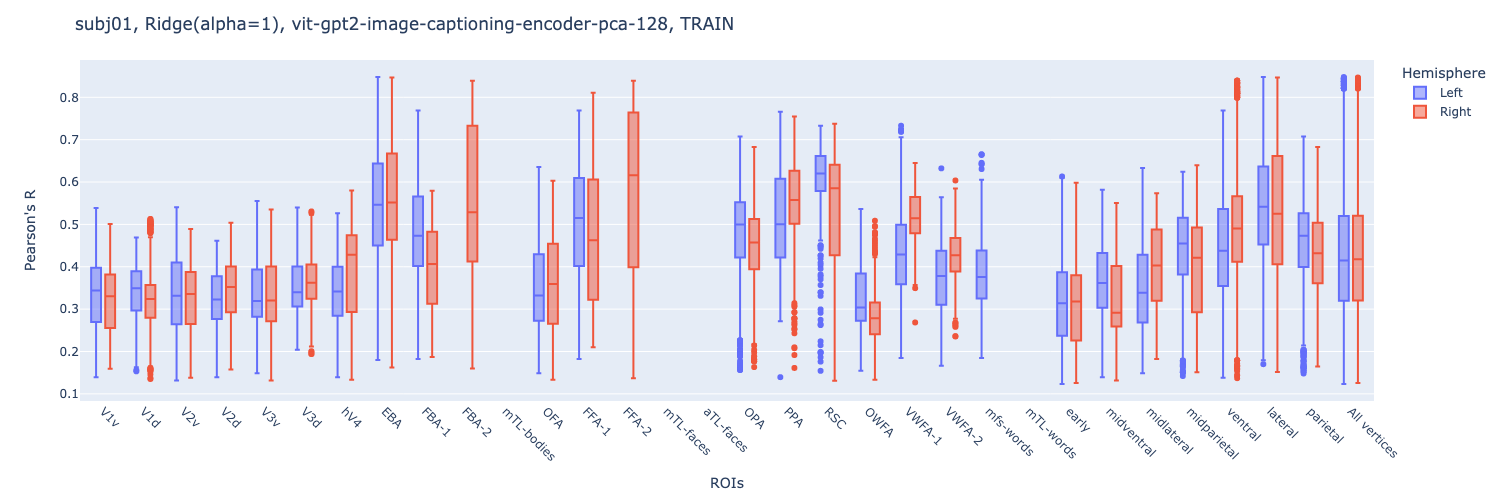 subj01, Ridge(alpha=1), vit-gpt2-image-captioning-encoder-pca-128, TRAIN
Hemisphere
Left
Right
Pearson's R
0.8
0.7
0.6
0.5
0.4
0.3
0.2
0.1
V1v
V1d
V2v
V2d
V3v
V3d
hV4
EBA
FBA-1
FBA-2
mTL-bodies
OFA
FFA-1
FFA-2
mTL-faces
aTL-faces
OPA
PPA
RSC
OWFA
VWFA-1
VWFA-2
mfs-words
mTL-words
early
midventral
midlateral
midparietal
ventral
lateral
parietal
All vertices
ROIs